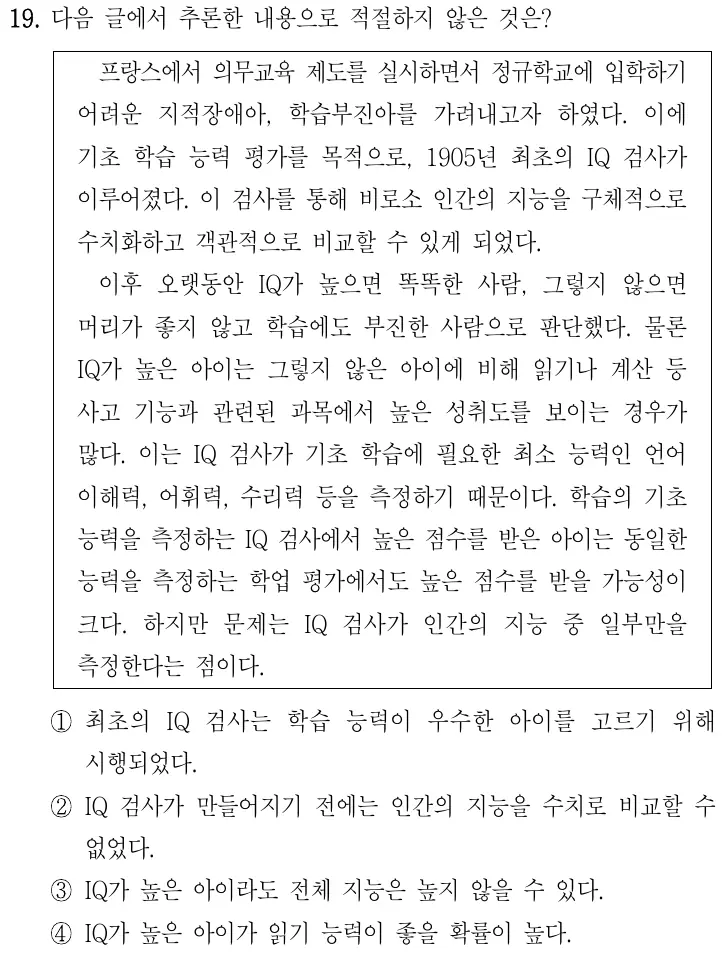 19. 다음 글에서 추론한 내용으로 적절하지 않은 것은?
프랑스에서 의무교육 제도를 실시하면서 정규학교에 입학하기
어려운 지적장애아, 학습부진아를 가려내고자 하였다. 이에
기초 학습 능력 평가를 목적으로, 1905년 최초의 IQ 검사가
이루어졌다. 이 검사를 통해 비로소 인간의 지능을 구체적으로
수치화하고 객관적으로 비교할 수 있게 되었다.
이후 오랫동안 IQ가 높으면 똑똑한 사람, 그렇지 않으면
머리가 좋지 않고 학습에도 부진한 사람으로 판단했다. 물론
IQ가 높은 아이는 그렇지 않은 아이에 비해 읽기나 계산 등
사고 기능과 관련된 과목에서 높은 성취도를 보이는 경우가
많다. 이는 IQ 검사가 기초 학습에 필요한 최소 능력인 언어
이해력, 어휘력, 수리력 등을 측정하기 때문이다. 학습의 기초
능력을 측정하는 IQ 검사에서 높은 점수를 받은 아이는 동일한
능력을 측정하는 학업 평가에서도 높은 점수를 받을 가능성이
크다. 하지만 문제는 IQ 검사가 인간의 지능 중 일부만을
측정한다는 점이다.
① 최초의 IQ 검사는 학습 능력이 우수한 아이를 고르기 위해
시행되었다.
② IQ 검사가 만들어지기 전에는 인간의 지능을 수치로 비교할 수
없었다.
③ IQ가 높은 아이라도 전체 지능은 높지 않을 수 있다.
④ IQ가 높은 아이가 읽기 능력이 좋을 확률이 높다.